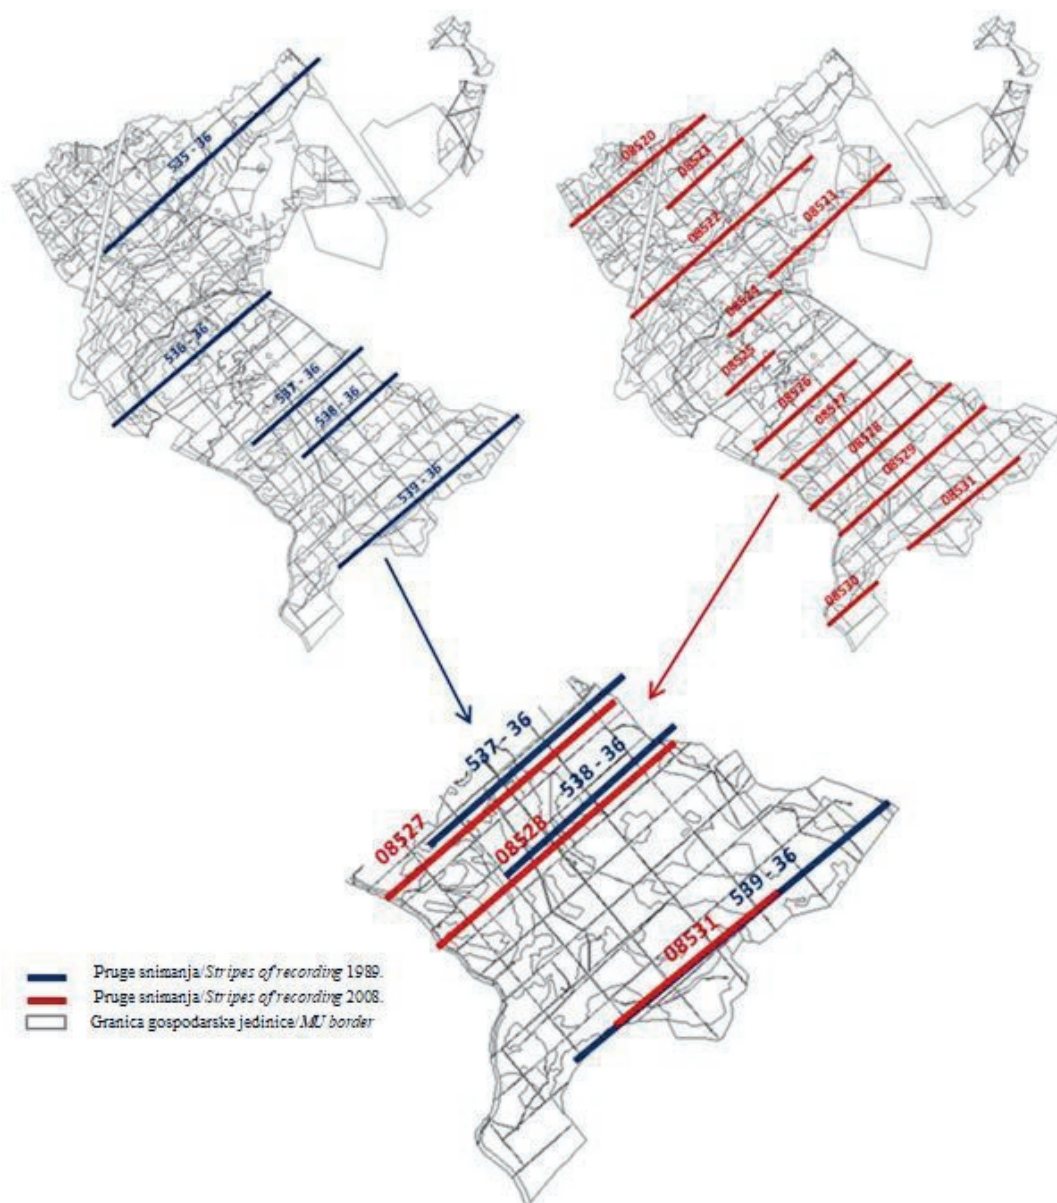 535 - 36
536 - 36
537 - 36
538 - 36
539 - 36
08520
08521
08522
08523
08524
08525
08526
08527
08528
08529
08531
08530
537 - 36
538 - 36
08527
08528
539 - 36
08531
Pruge snimanja/Stripes of recording 1989.
Pruge snimanja/Stripes of recording 2008.
Granica gospodarske jedinice/MU border